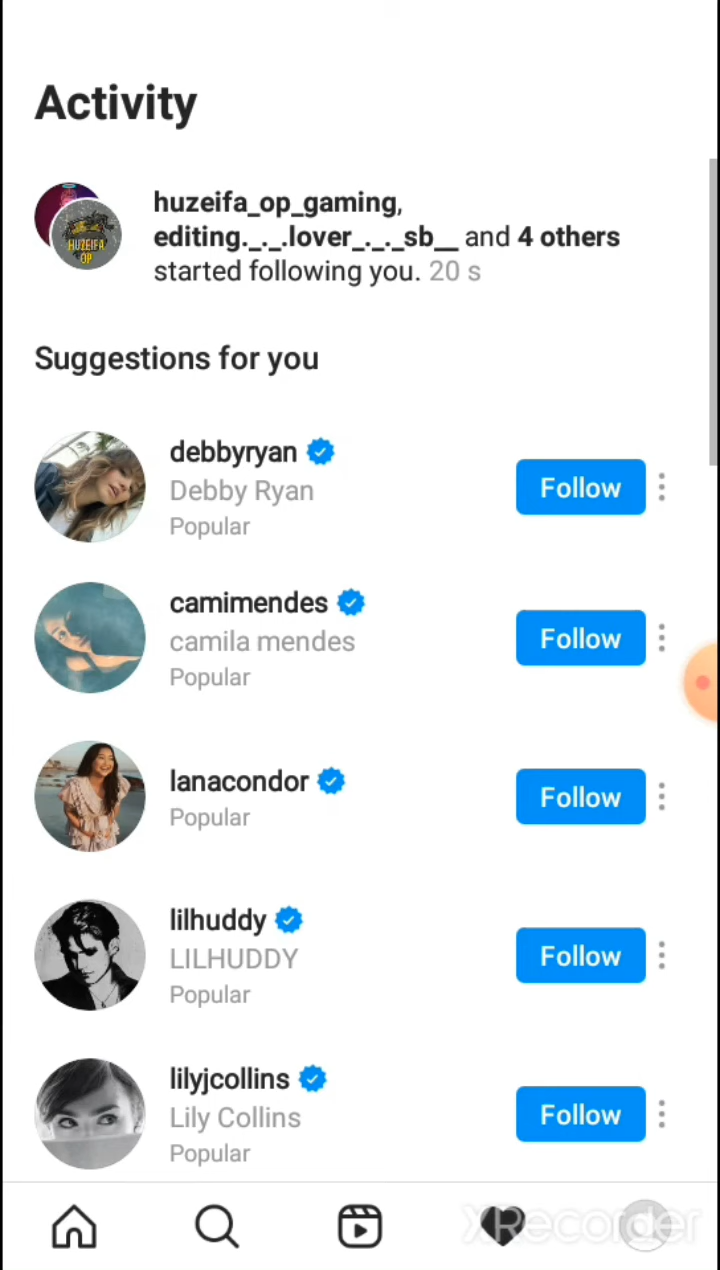 Activity
huzeifa_op_gaming,
editing._._.lover_._._sb__ and 4 others
started following you. 20 s
HUZEIFA
OP
Suggestions for you
debbyryan
Debby Ryan
Popular
Follow
camimendes
camila mendes
Popular
Follow
lanacondor
Popular
Follow
lilhuddy
LILHUDDY
Popular
Follow
lilyjcollins
Lily Collins
Popular
Follow
XRecorder